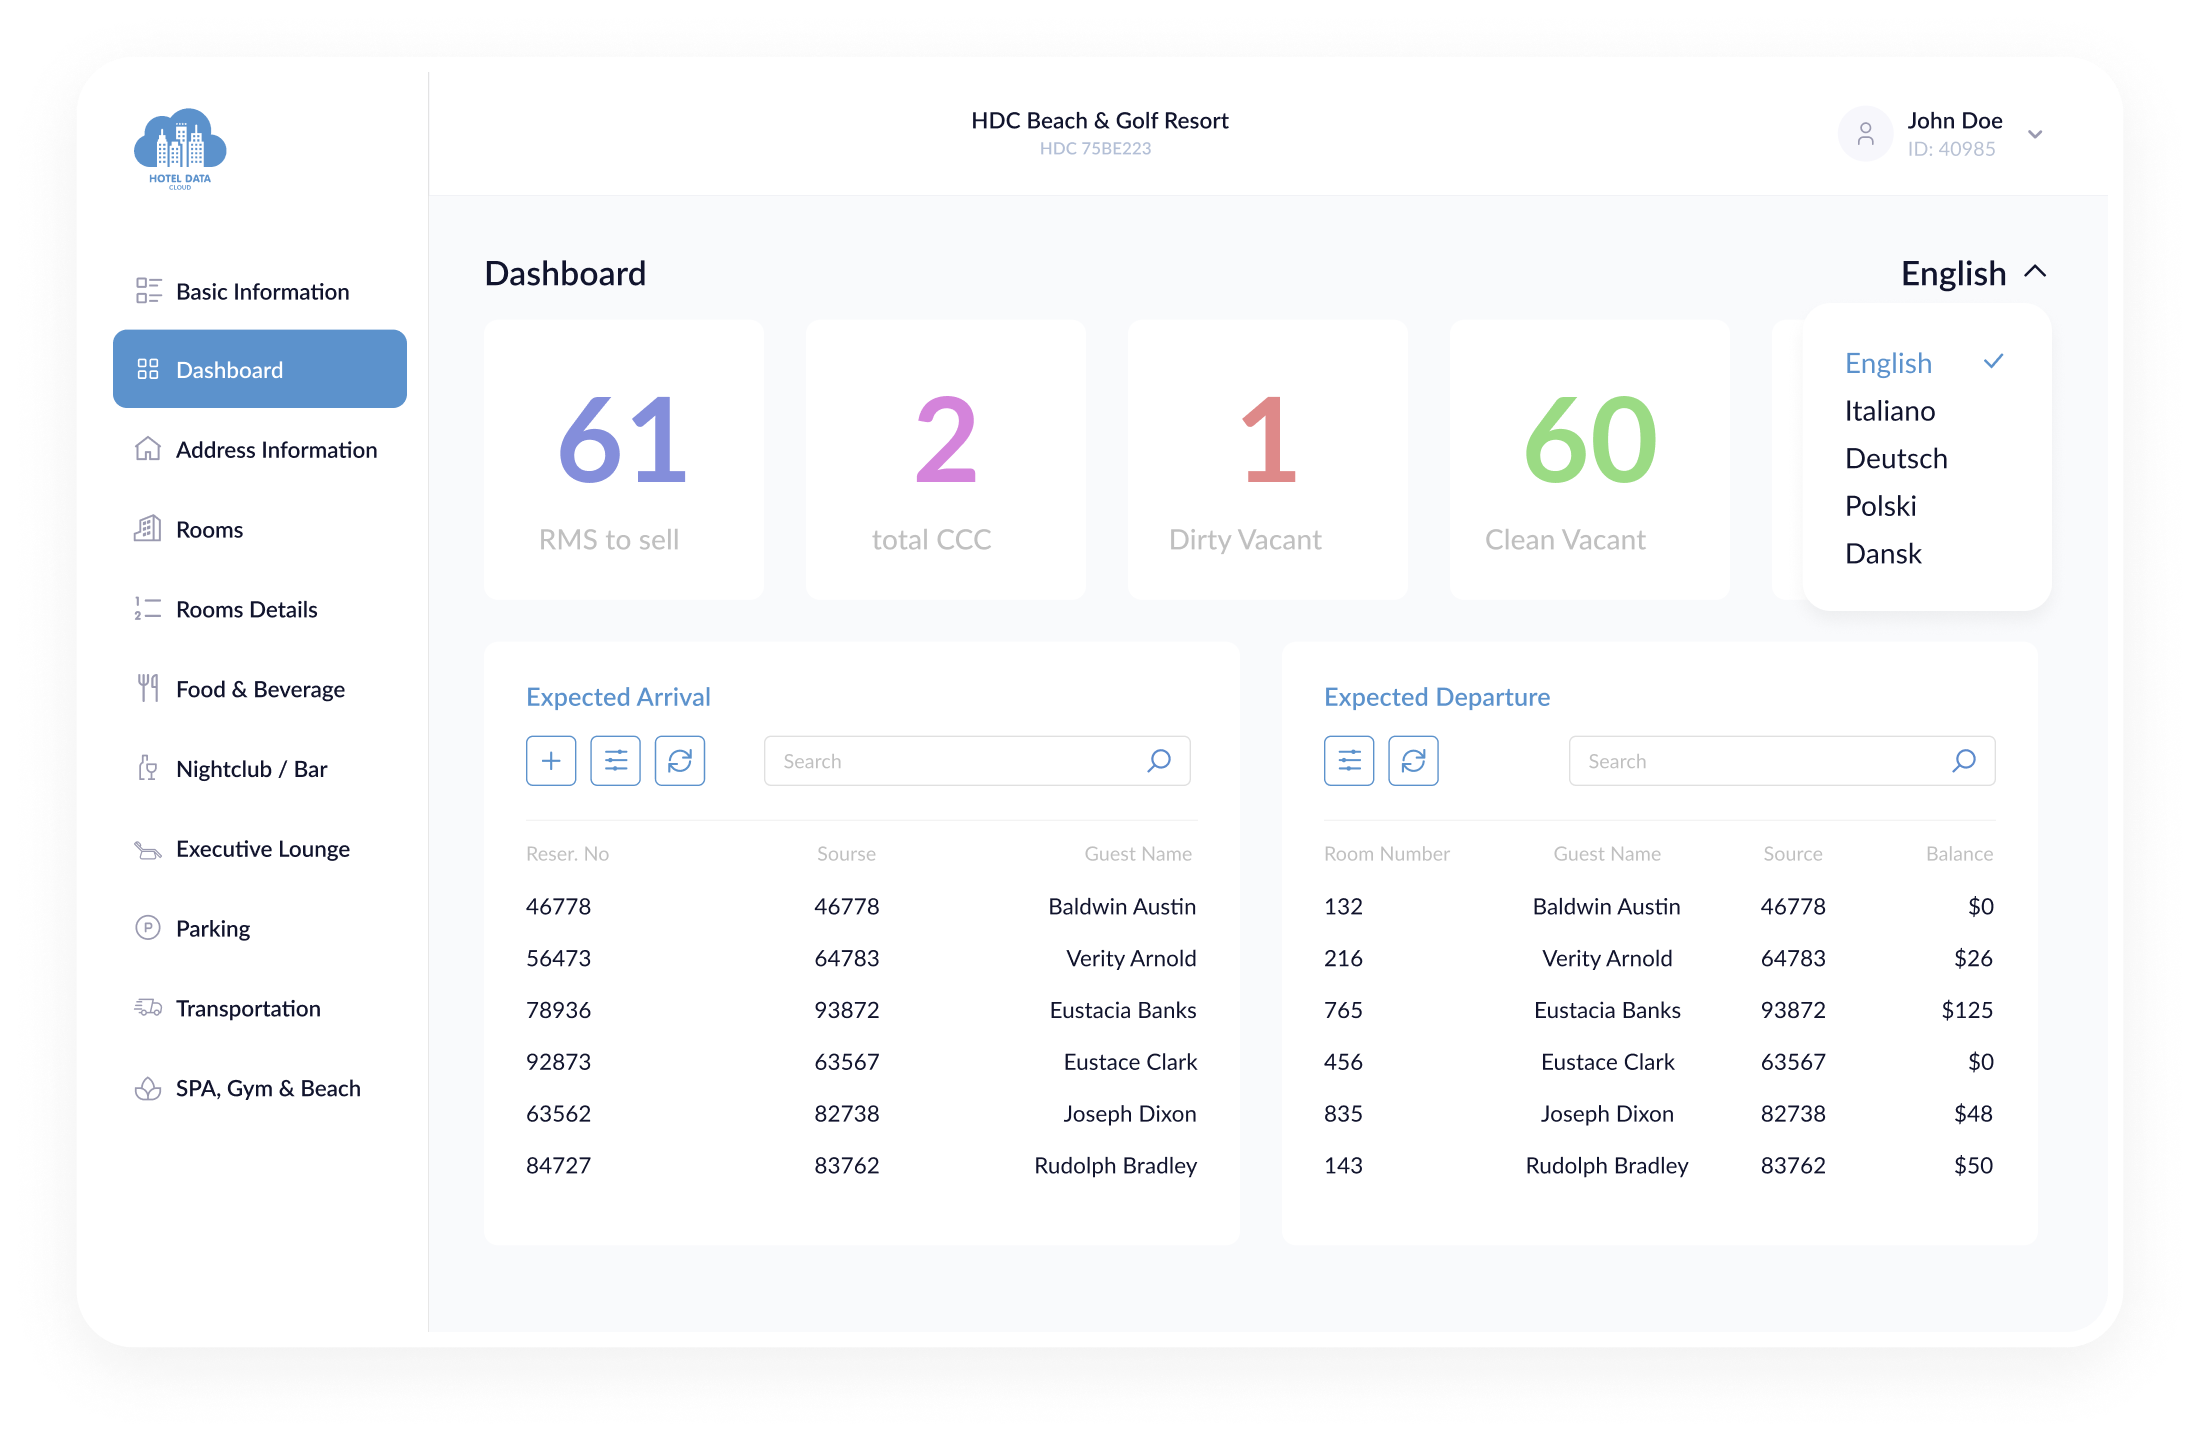 HOTEL DATA
CLOUD
HDC Beach & Golf Resort
HDC 75BE223
John Doe
ID: 40985
Basic Information
Dashboard
Address Information
Rooms
1
2
Rooms Details
Food & Beverage
Nightclub / Bar
Executive Lounge
P
Parking
Transportation
SPA, Gym & Beach
Dashboard
English
English
Italiano
Deutsch
Polski
Dansk
61
RMS to sell
2
total CCC
1
Dirty Vacant
60
Clean Vacant
Expected Arrival
Search
Reser. No Sourse Guest Name
46778 46778 Baldwin Austin
56473 64783 Verity Arnold
78936 93872 Eustacia Banks
92873 63567 Eustace Clark
63562 82738 Joseph Dixon
84727 83762 Rudolph Bradley
Expected Departure
Search
Room Number Guest Name Source Balance
132 Baldwin Austin 46778 $0
216 Verity Arnold 64783 $26
765 Eustacia Banks 93872 $125
456 Eustace Clark 63567 $0
835 Joseph Dixon 82738 $48
143 Rudolph Bradley 83762 $50